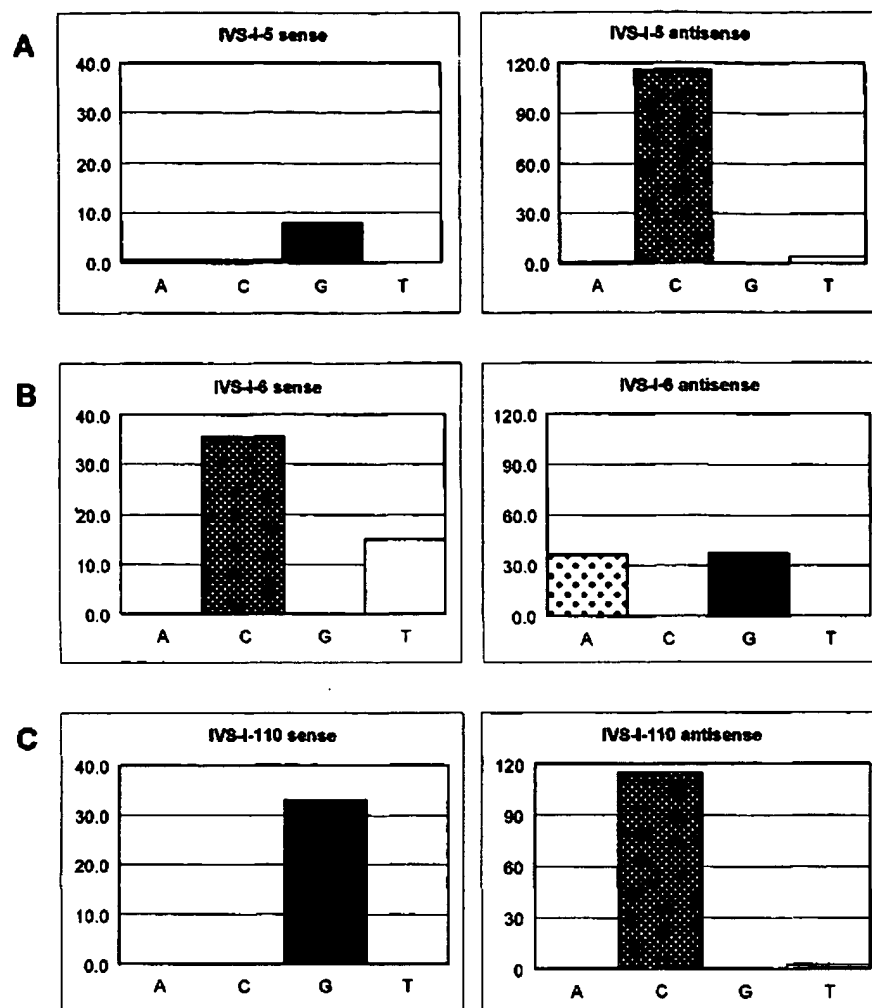 A
IVS-I-5 sense
40.0
30.0
20.0
10.0
0.0
A C G T
IVS-I-5 antisense
120.0
90.0
60.0
30.0
0.0
A C G T
B
IVS-I-6 sense
40.0
30.0
20.0
10.0
0.0
A C G T
IVS-I-6 antisense
120.0
90.0
60.0
30.0
0.0
A C G T
C
IVS-I-110 sense
40.0
30.0
20.0
10.0
0.0
A C G T
IVS-I-110 antisense
120
90
60
30
0
A C G T